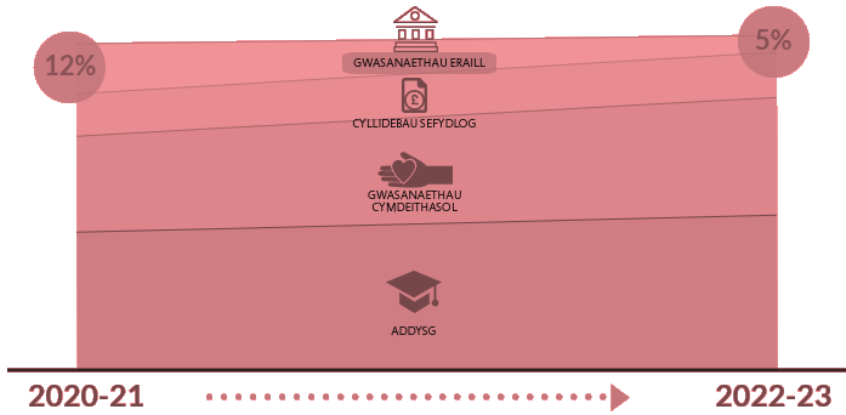 12%
5%
GWASANAETHAU ERAILL
£
CYLLIDEBAU SEFYDLOG
GWASANAETHAU
CYMDEITHASOL
ADDYSG
2020-21
2022-23